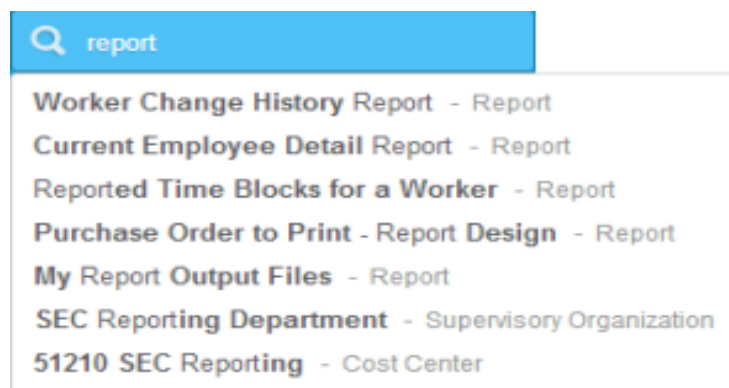 report
Worker Change History Report - Report
Current Employee Detail Report - Report
Reported Time Blocks for a Worker - Report
Purchase Order to Print - Report Design - Report
My Report Output Files - Report
SEC Reporting Department - Supervisory Organization
51210 SEC Reporting - Cost Center